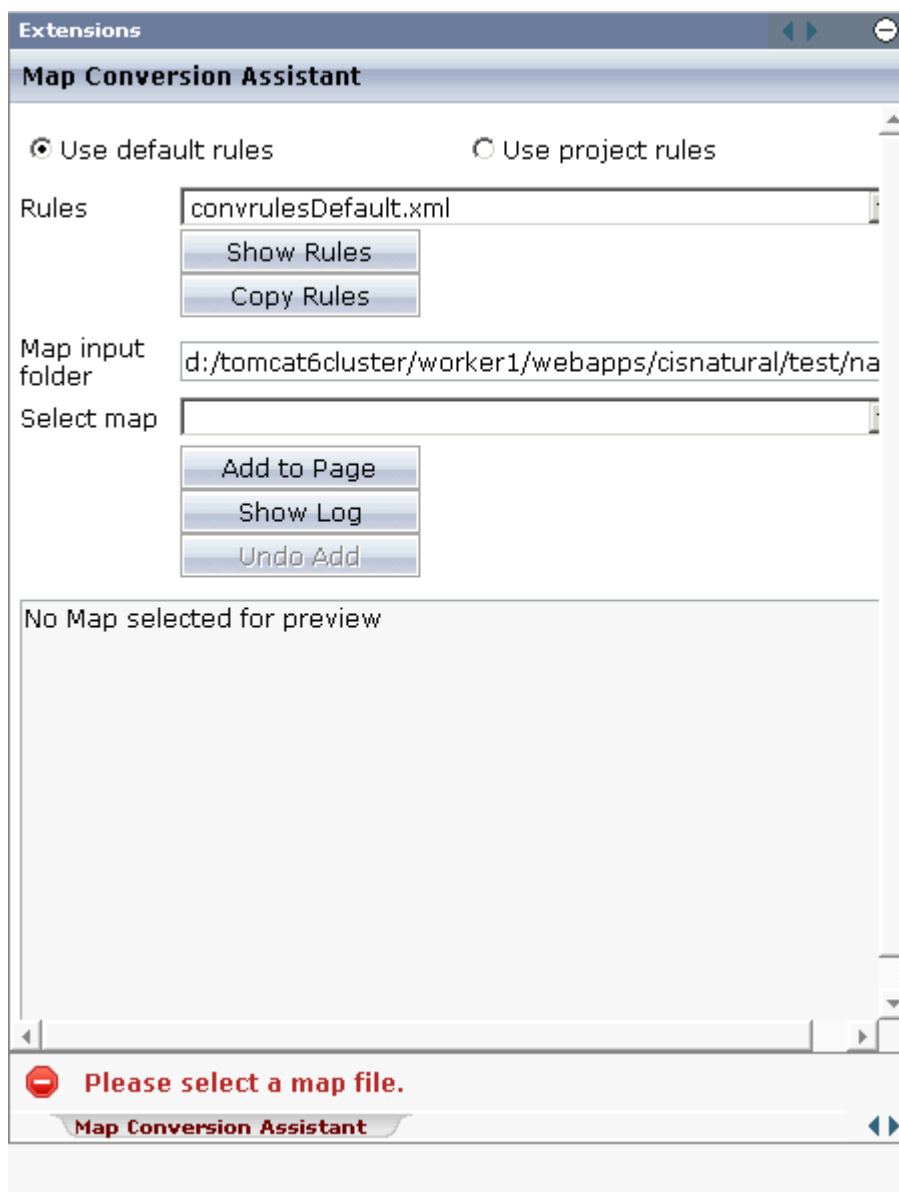 Extensions
Map Conversion Assistant
Use default rules Use project rules
Rules convrulesDefault.xml
Show Rules
Copy Rules
Map input
folder d:/tomcat6cluster/worker1/webapps/cisnatural/test/na
Select map
Add to Page
Show Log
Undo Add
No Map selected for preview
Please select a map file.
Map Conversion Assistant